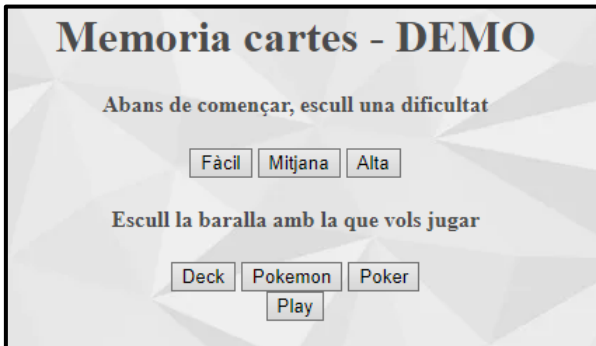 Memoria cartes - DEMO
Abans de començar, escull una dificultat
Fàcil Mitjana Alta
Escull la baralla amb la que vols jugar
Deck Pokemon Poker
Play